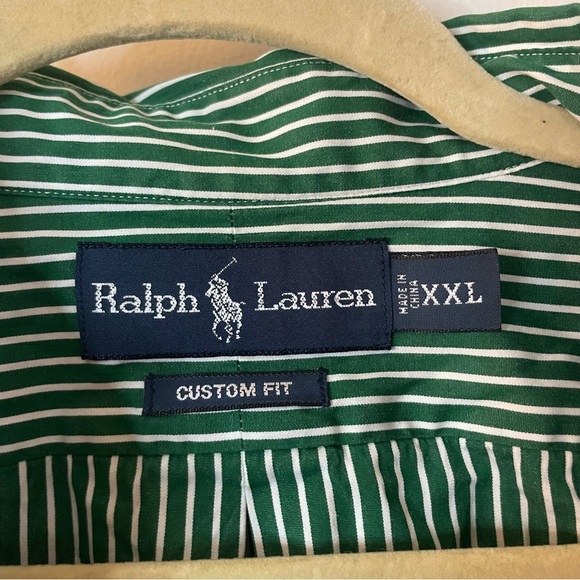 Ralph Lauren
MADE IN
CHINA
XXL
CUSTOM FIT